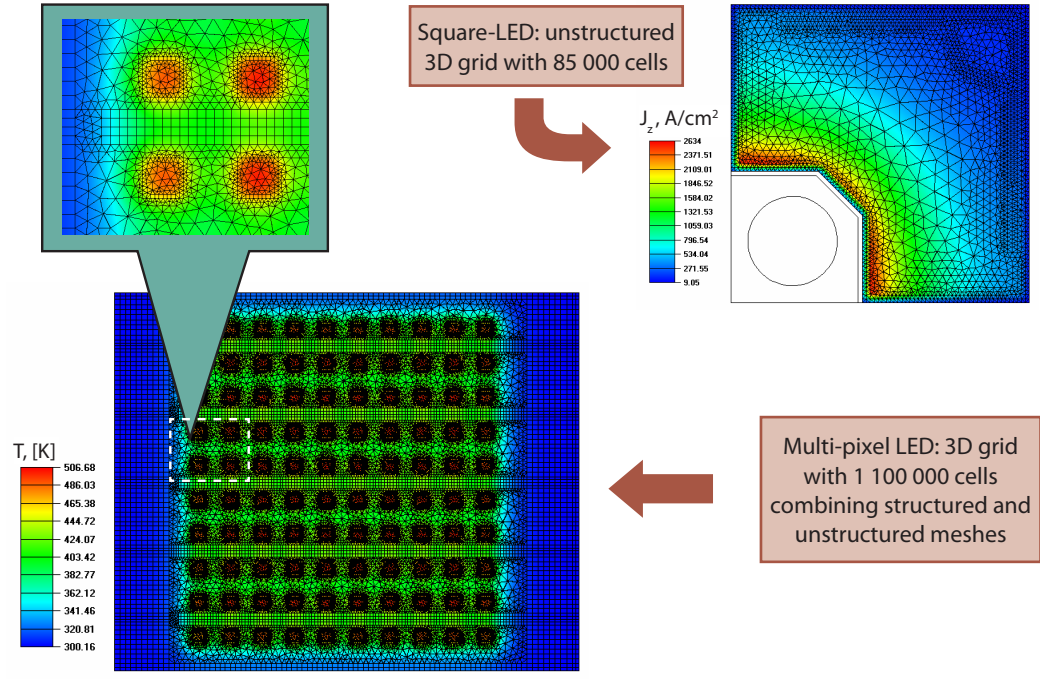 Square-LED: unstructured
3D grid with 85 000 cells
J_z, A/cm²
2634
2371.51
2109.01
1846.52
1584.02
1321.53
1059.03
796.54
534.04
271.55
9.05
T, [K]
506.68
486.03
465.38
444.72
424.07
403.42
382.77
362.12
341.46
320.81
300.16
Multi-pixel LED: 3D grid
with 1 100 000 cells
combining structured and
unstructured meshes